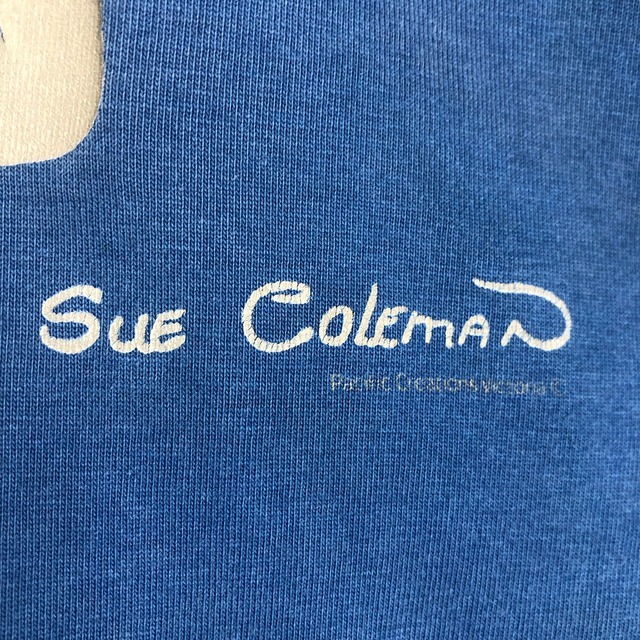 Sue Coleman
Pacific Creations Victoria C.